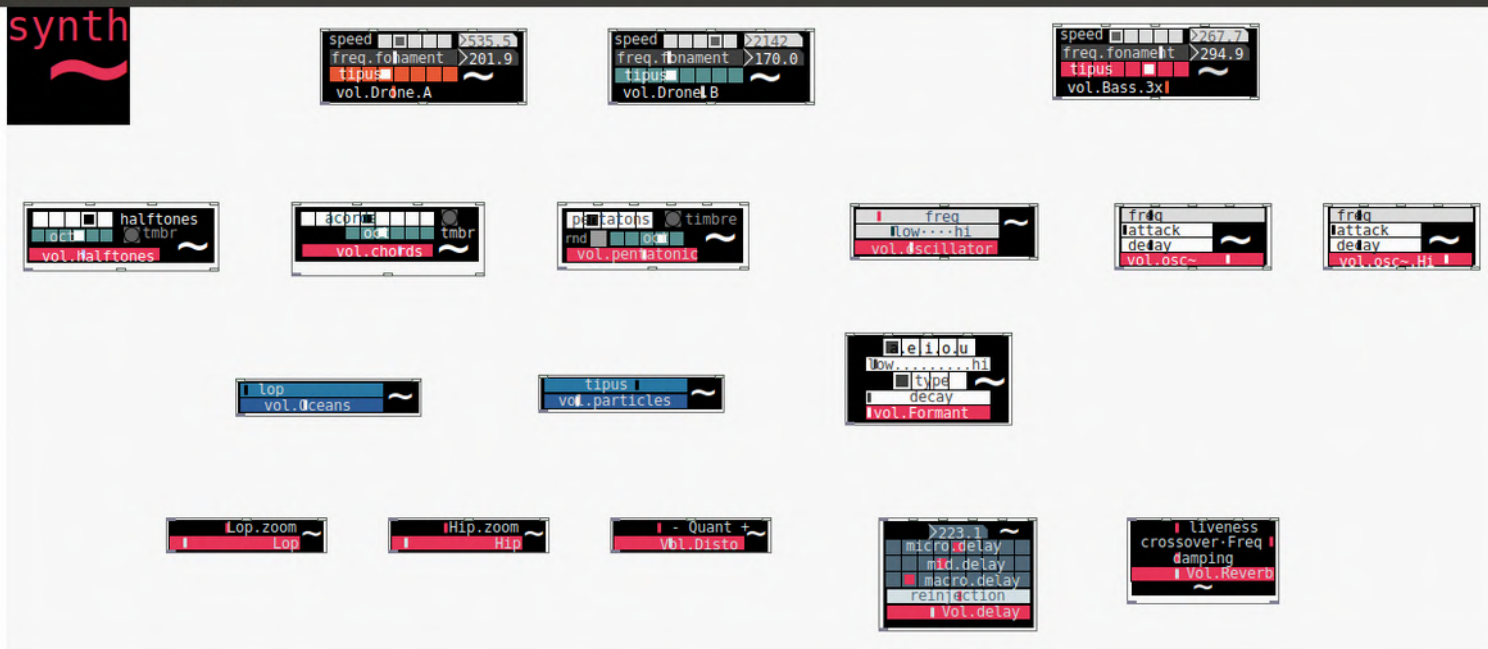 synth
~
speed >535.5
freq.fonament >201.9
tipus ~
vol.Drone.A
speed >2142
freq.fonament >170.0
tipus ~
vol.Drone.B
speed >267.7
freq.fonament >294.9
tipus ~
vol.Bass.3x
halftones
oct tmbr ~
vol.halftones
acords
oct tmbr
vol.chords ~
pentatons timbre
rnd oct ~
vol.pentatonic
freq ~
low····hi
vol.oscillator
freq
attack
decay ~
vol.osc~
freq
attack
decay ~
vol.osc~.Hi
lop
vol.Oceans ~
tipus
vol.particles ~
a.e.i.o.u
low.........hi
type ~
decay
vol.Formant
Lop.zoom ~
Lop
Hip.zoom ~
Hip
- Quant + ~
Vol.Disto
>223.1 ~
micro.delay
mid.delay
macro.delay
reinjection
Vol.delay
liveness
crossover·Freq
damping
Vol.Reverb
~